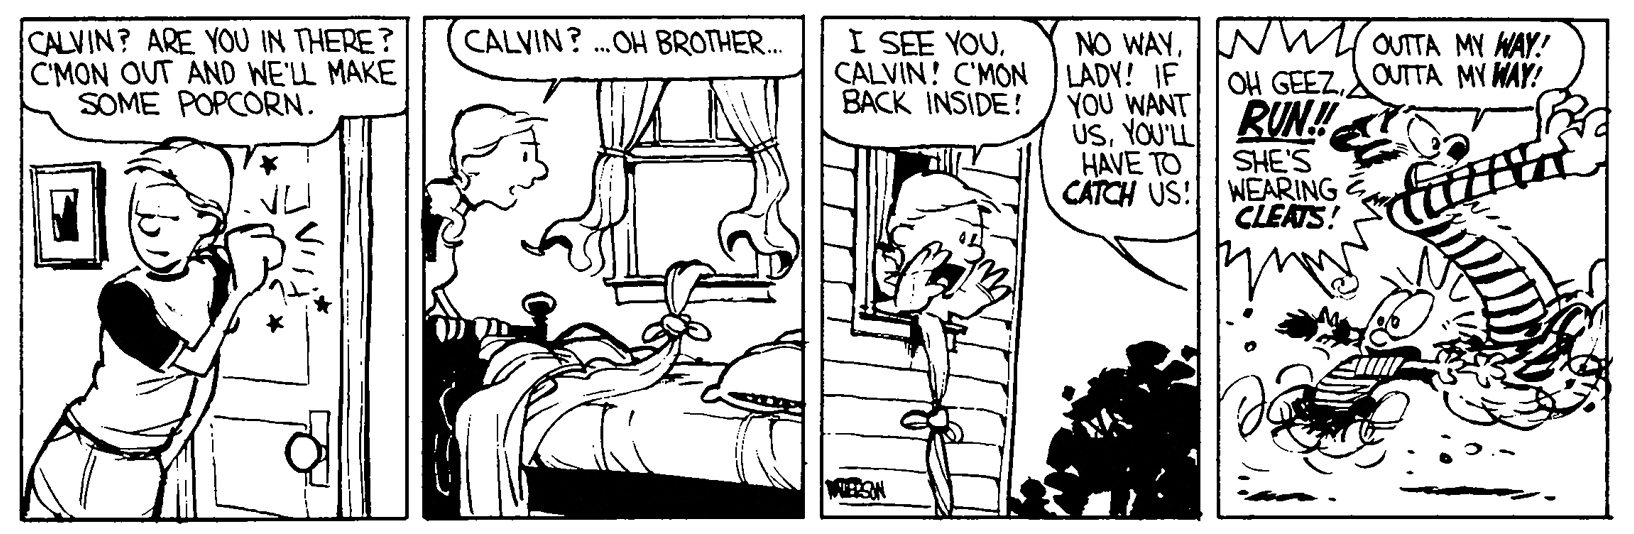 CALVIN? ARE YOU IN THERE?
C'MON OUT AND WE'LL MAKE
SOME POPCORN.
CALVIN? ...OH BROTHER...
I SEE YOU,
CALVIN! C'MON
BACK INSIDE!
NO WAY,
LADY! IF
YOU WANT
US, YOU'LL
HAVE TO
CATCH US!
WATTERSON
OH GEEZ,
RUN!!
SHE'S
WEARING
CLEATS!
OUTTA MY WAY!
OUTTA MY WAY!